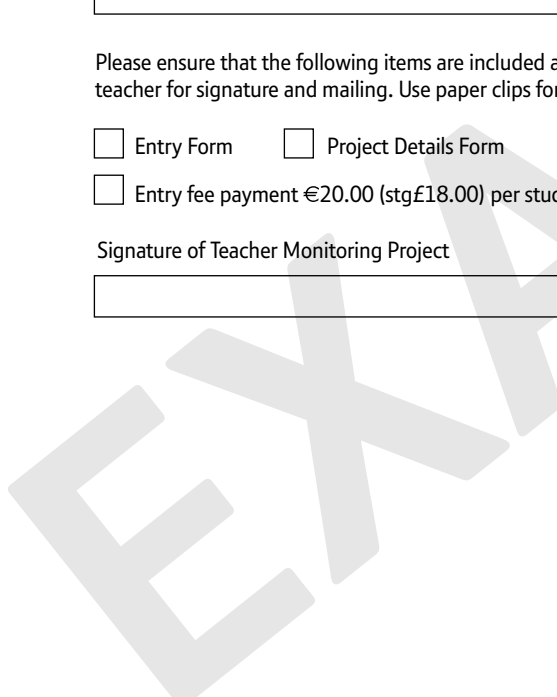 Please ensure that the following items are included
teacher for signature and mailing. Use paper clips for
Entry Form Project Details Form
Entry fee payment €20.00 (stg£18.00) per
Signature of Teacher Monitoring Project
EXA